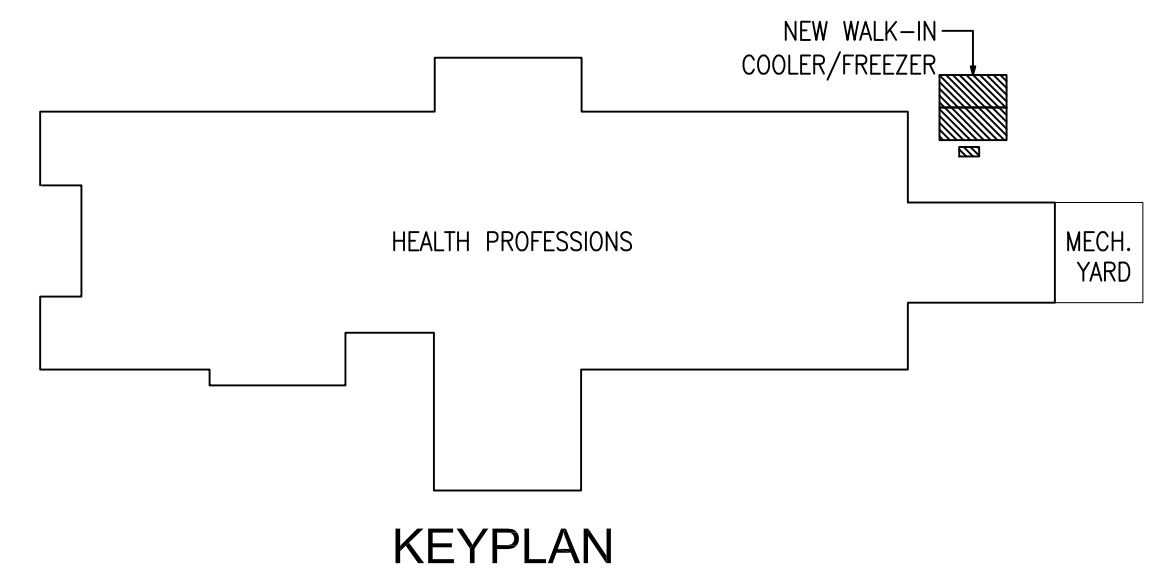 NEW WALK-IN
COOLER/FREEZER
HEALTH PROFESSIONS
MECH.
YARD
KEYPLAN